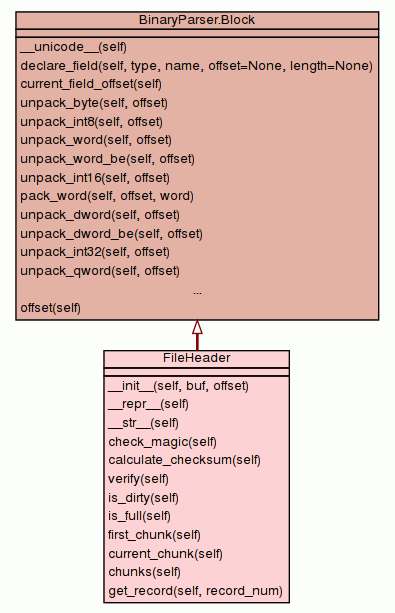 BinaryParser.Block
__unicode__(self)
declare_field(self, type, name, offset=None, length=None)
current_field_offset(self)
unpack_byte(self, offset)
unpack_int8(self, offset)
unpack_word(self, offset)
unpack_word_be(self, offset)
unpack_int16(self, offset)
pack_word(self, offset, word)
unpack_dword(self, offset)
unpack_dword_be(self, offset)
unpack_int32(self, offset)
unpack_qword(self, offset)
...
offset(self)
FileHeader
__init__(self, buf, offset)
__repr__(self)
__str__(self)
check_magic(self)
calculate_checksum(self)
verify(self)
is_dirty(self)
is_full(self)
first_chunk(self)
current_chunk(self)
chunks(self)
get_record(self, record_num)